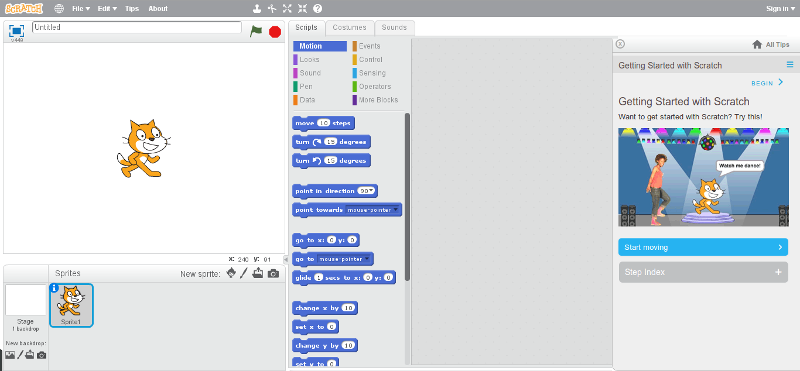 SCRATCH File Edit Tips About Sign in
Untitled
v449
Scripts Costumes Sounds
Motion Events
Looks Control
Sound Sensing
Pen Operators
Data More Blocks
move 10 steps
turn 15 degrees
turn 15 degrees
point in direction 90
point towards mouse-pointer
go to x: 0 y: 0
go to mouse-pointer
glide 1 secs to x: 0 y: 0
change x by 10
set x to 0
change y by 10
set y to 0
x: 240 y:
Sprites New sprite:
Stage
1 backdrop
New backdrop:
Sprite1
All Tips
Getting Started with Scratch
BEGIN
Getting Started with Scratch
Want to get started with Scratch? Try this!
Watch me dance!
Start moving
Step Index